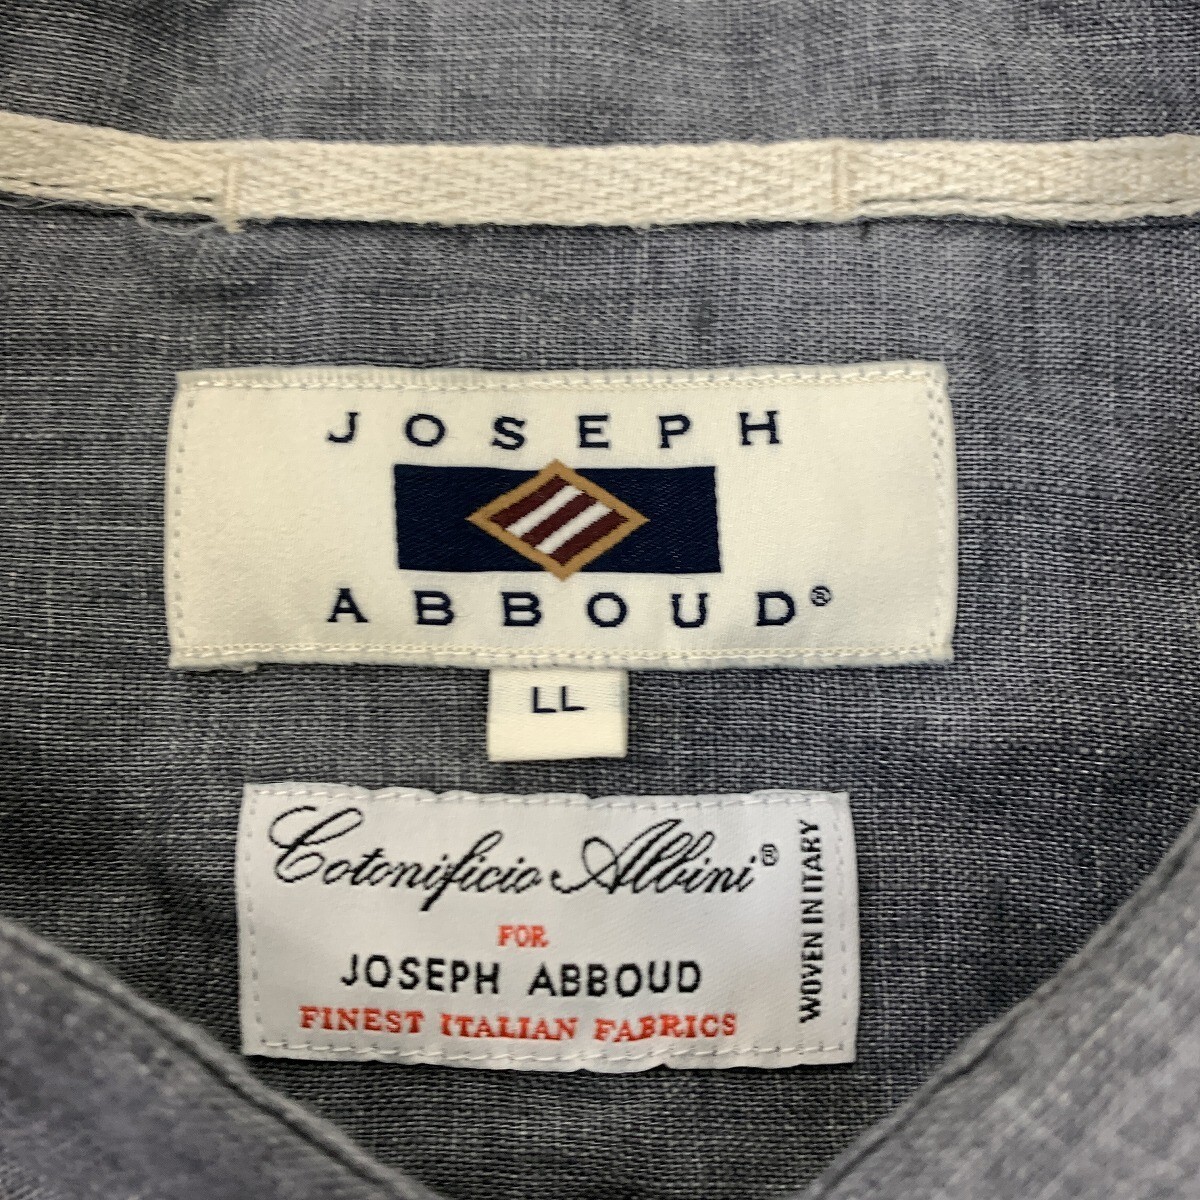 JOSEPH
ABBOUD®
LL
Cotonificio Albini®
FOR
JOSEPH ABBOUD
FINEST ITALIAN FABRICS
WOVEN IN ITARY